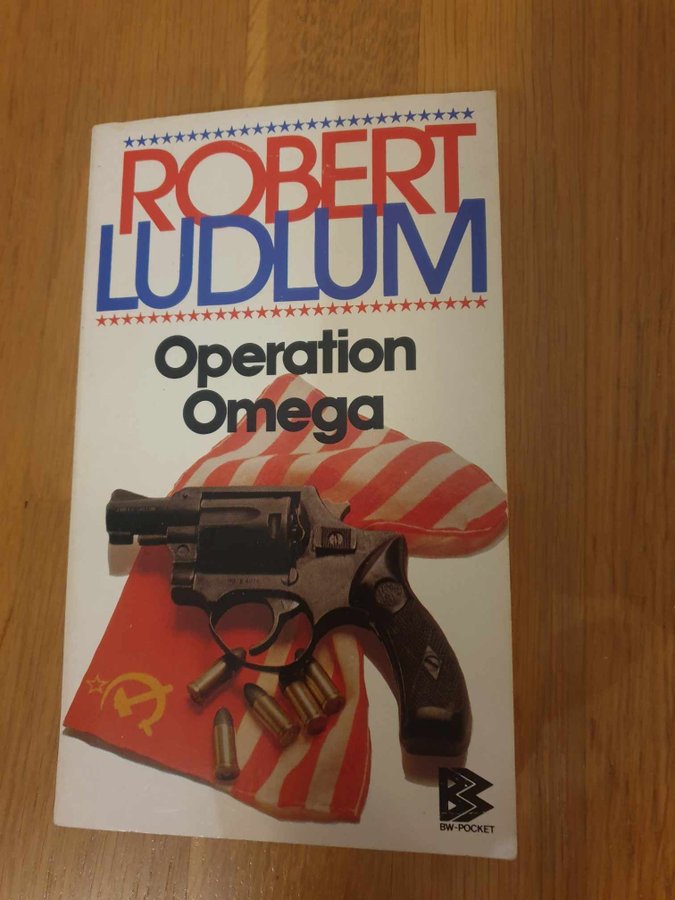 ROBERT
LUDLUM
Operation
Omega
BW-POCKET